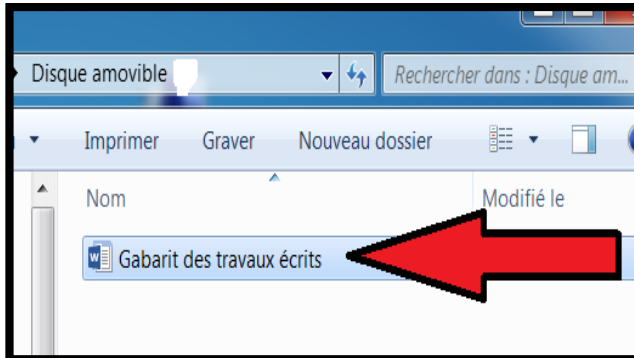 Disque amovible
Rechercher dans : Disque am...
Imprimer Graver Nouveau dossier
Nom Modifié le
Gabarit des travaux écrits